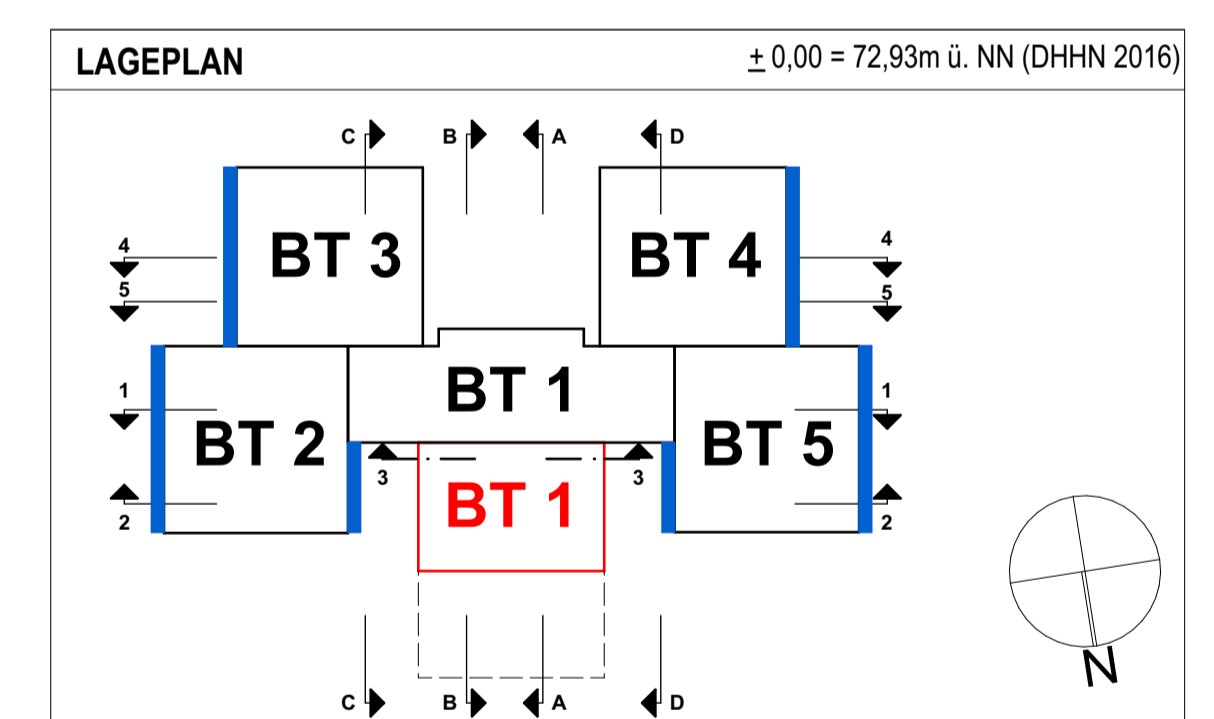 LAGEPLAN ± 0,00 = 72,93m ü. NN (DHHN 2016)
C B A D
BT 3 BT 4
4 4
5 5
1 BT 1 1
BT 2 BT 5
3 3
2 BT 1 2
N
C B A D